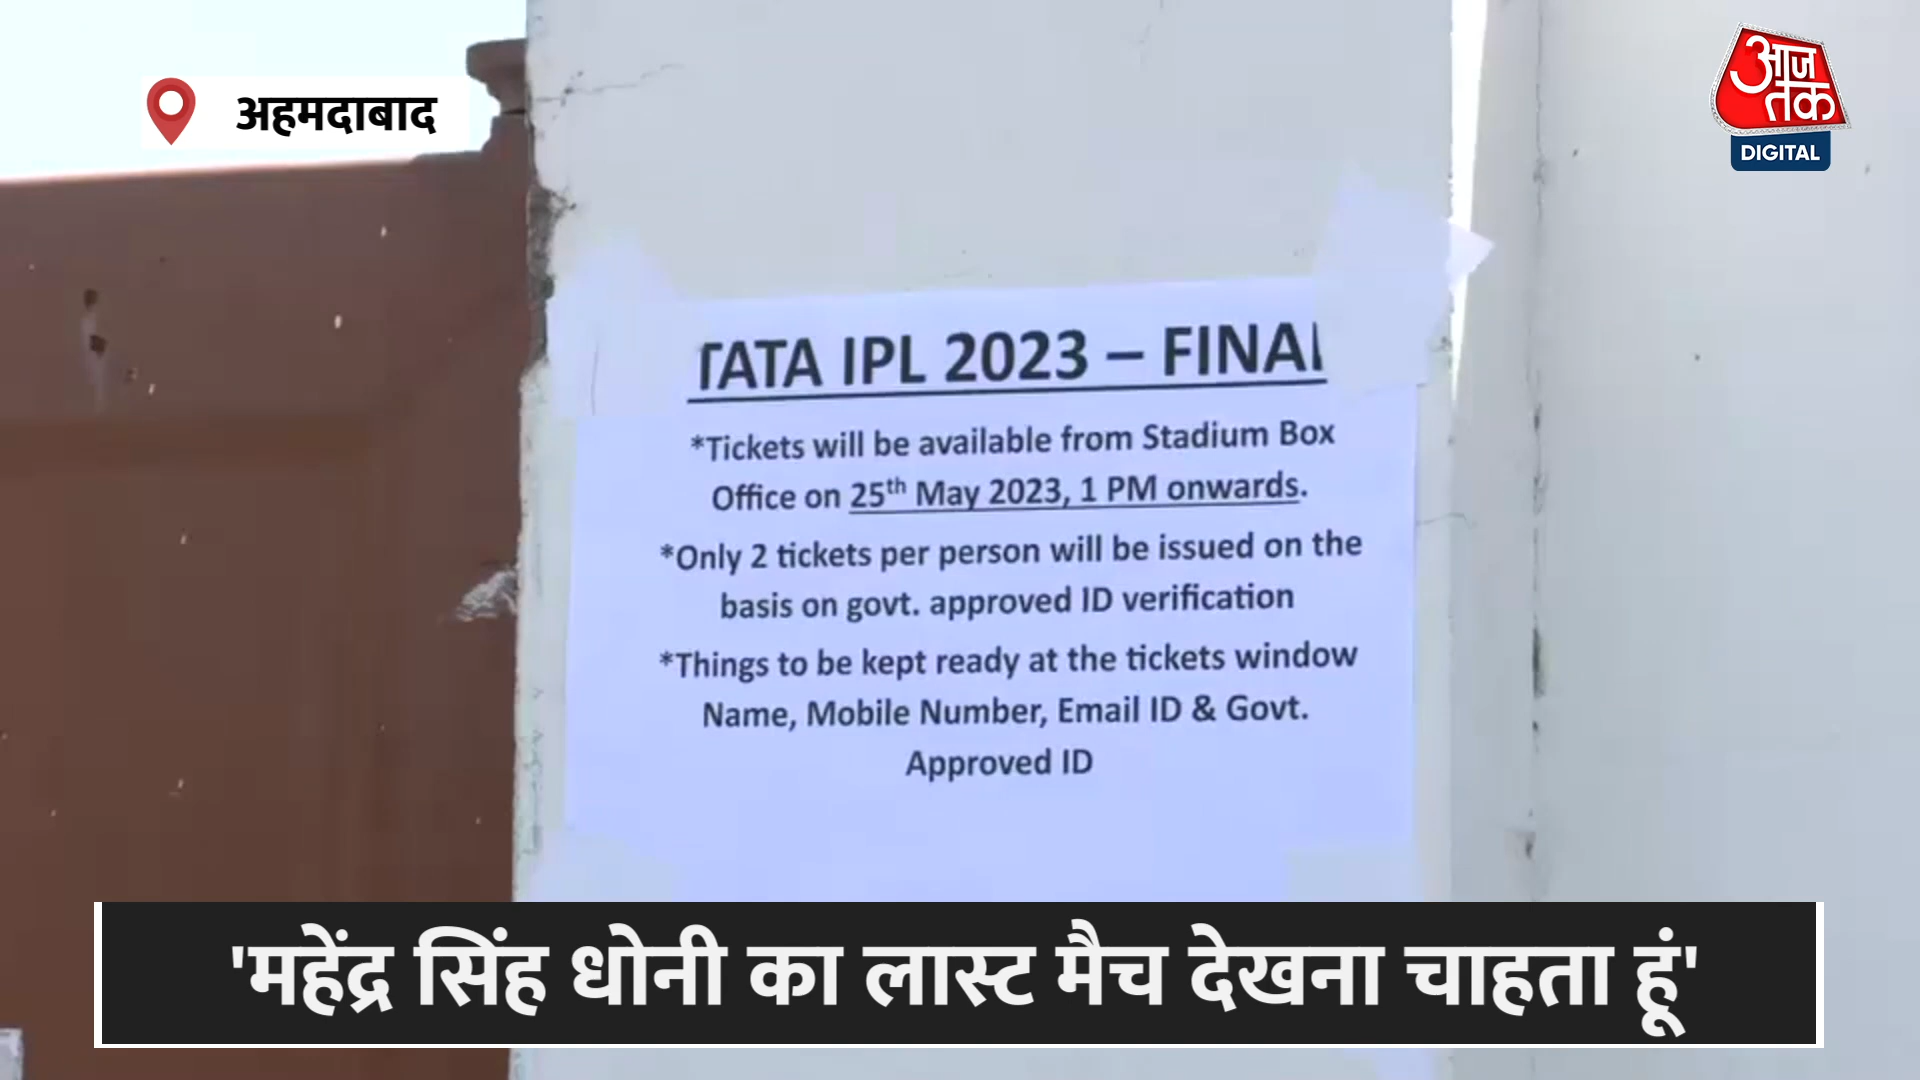 अहमदाबाद
आज
तक
DIGITAL
TATA IPL 2023 – FINAL
*Tickets will be available from Stadium Box
Office on 25th May 2023, 1 PM onwards.
*Only 2 tickets per person will be issued on the
basis on govt. approved ID verification
*Things to be kept ready at the tickets window
Name, Mobile Number, Email ID & Govt.
Approved ID
'महेंद्र सिंह धोनी का लास्ट मैच देखना चाहता हूं'